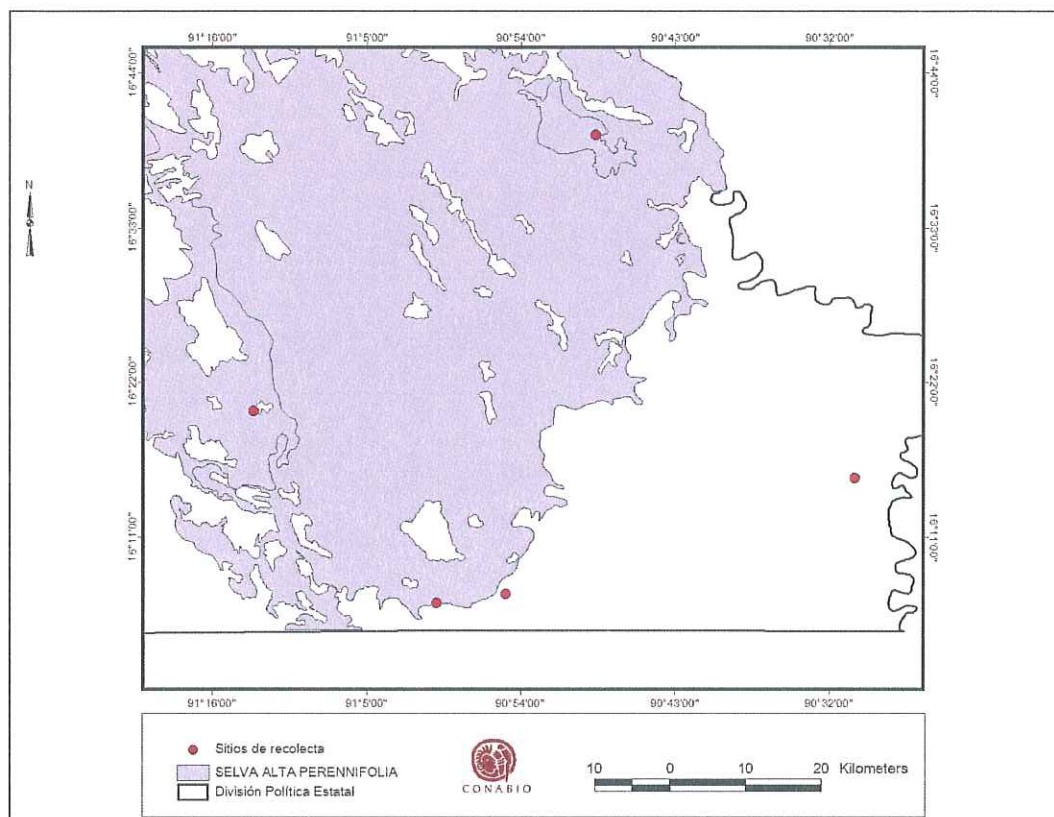 91°16'00" 91°5'00" 90°54'00" 90°43'00" 90°32'00"
16°44'00"
16°33'00"
16°22'00"
16°11'00"
N
16°44'00"
16°33'00"
16°22'00"
16°11'00"
91°16'00" 91°5'00" 90°54'00" 90°43'00" 90°32'00"
Sitios de recolecta
SELVA ALTA PERENNIFOLIA
División Política Estatal
CONABIO
10 0 10 20 Kilometers